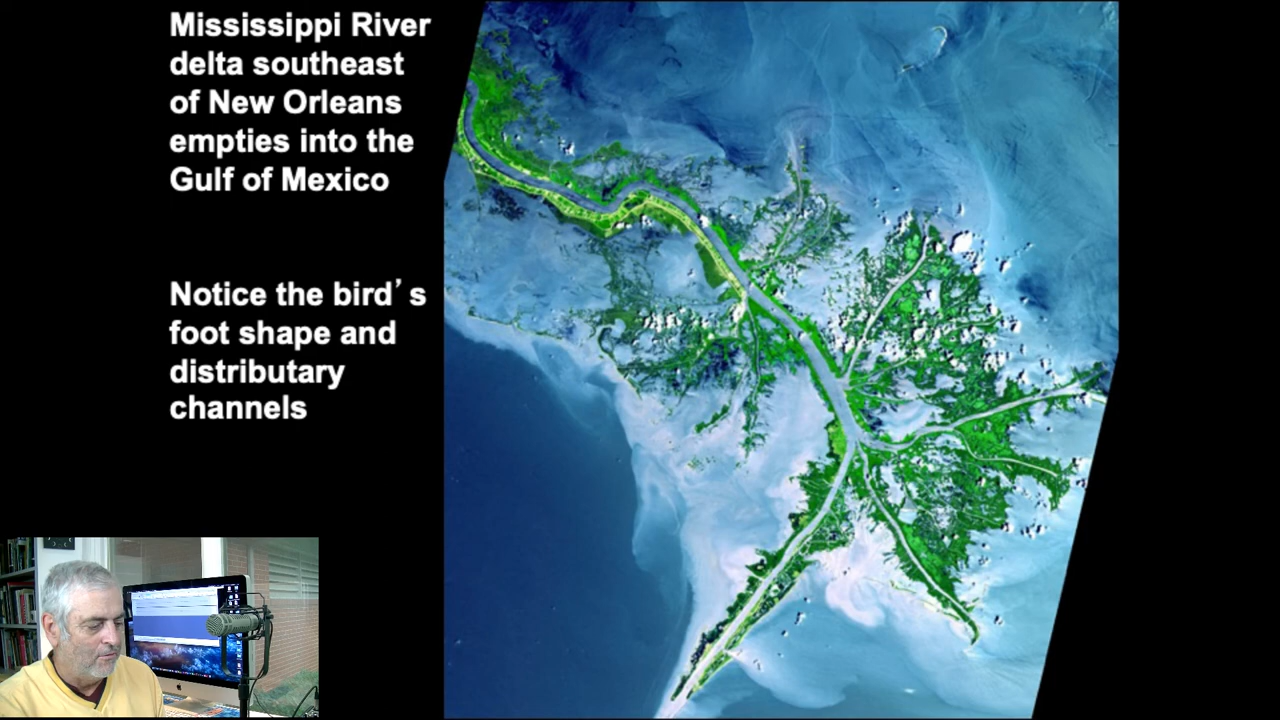 Mississippi River
delta southeast
of New Orleans
empties into the
Gulf of Mexico
Notice the bird’s
foot shape and
distributary
channels